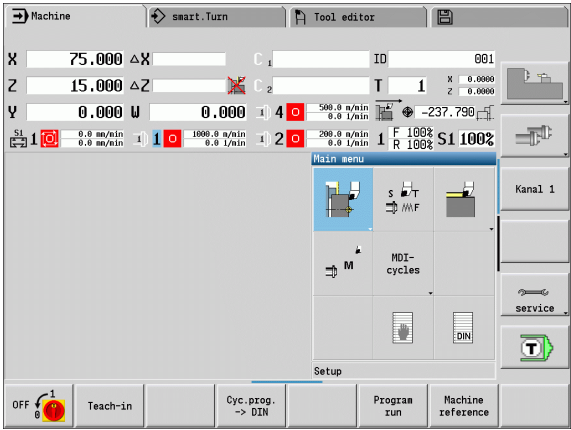 Machine
smart.Turn
Tool editor
X 75.000 ΔX C 1 ID 001
Z 15.000 ΔZ C 2 T 1 X 0.0000
Z 0.0000
Y 0.000 W 0.000 4 500.0 m/min
0.0 1/min
-237.790
S1 1 0.0 mm/min
0.0 mm/min
1 1000.0 m/min
0.0 1/min
2 200.0 m/min
0.0 1/min
1 F 100%
R 100%
S1 100%
Main menu
S T
F
M
MDI-
cycles
DIN
Setup
Kanal 1
service
T
OFF 1
0
Teach-in
Cyc.prog.
-> DIN
Program
run
Machine
reference